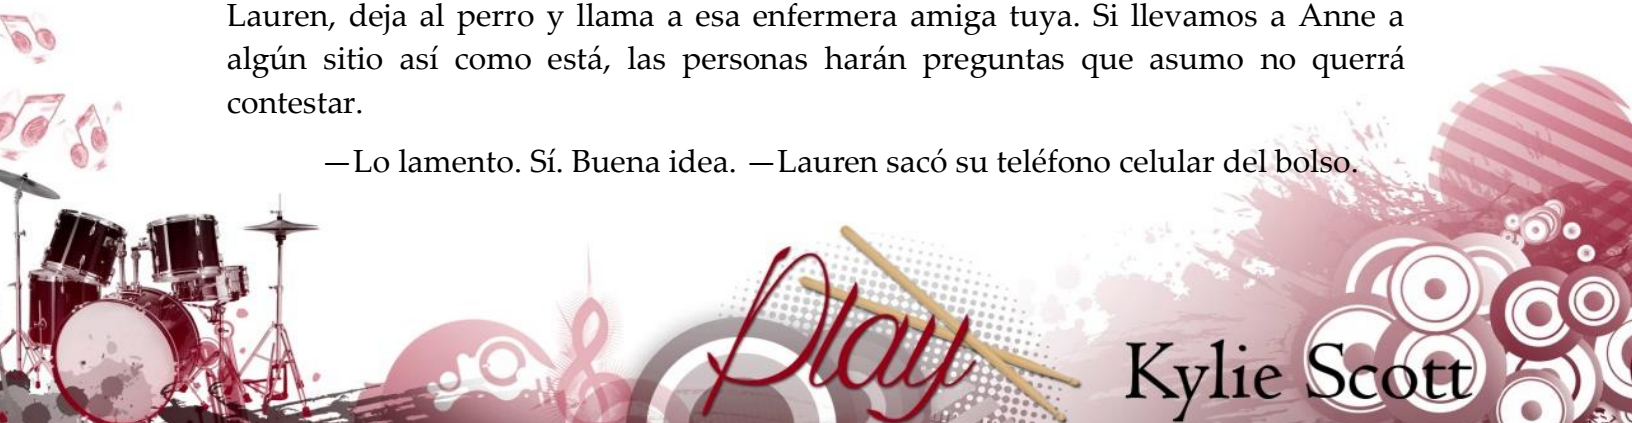 Lauren, deja al perro y llama a esa enfermera amiga tuya. Si llevamos a Anne a
algún sitio así como está, las personas harán preguntas que asumo no querrá
contestar.
—Lo lamento. Sí. Buena idea. —Lauren sacó su teléfono celular del bolso.
Play
Kylie Scott